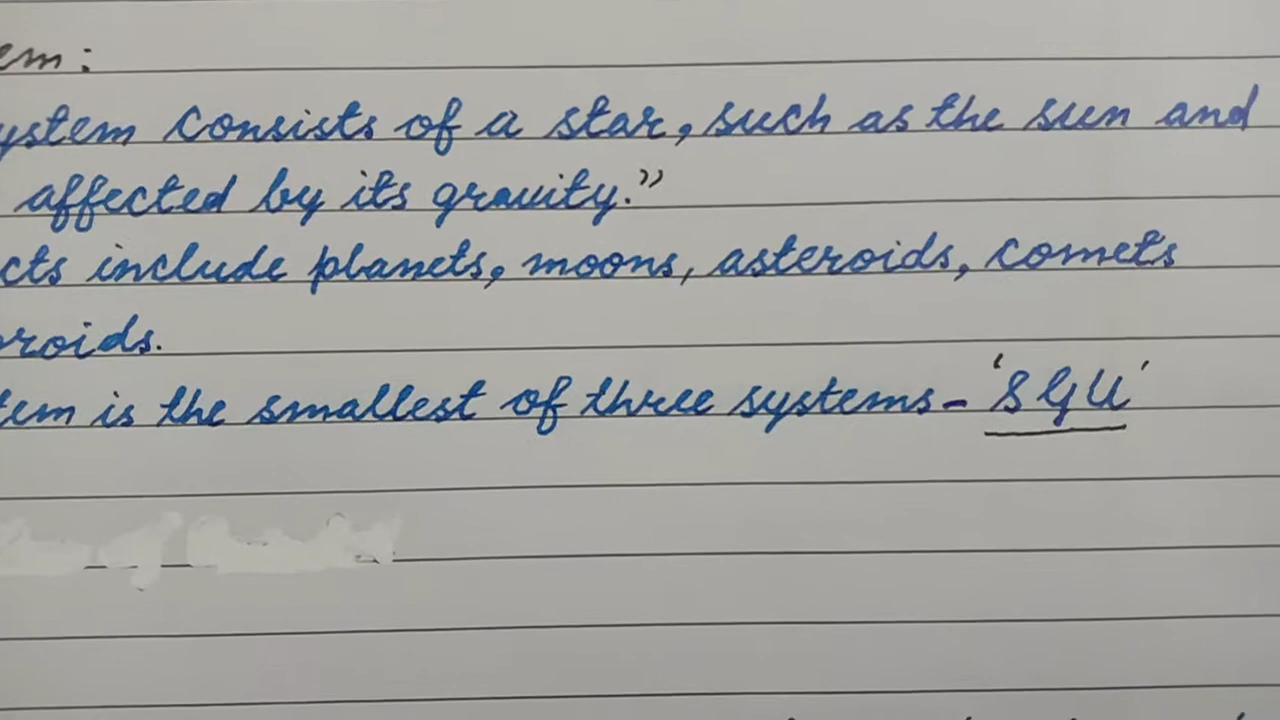 em:
ystem consists of a star, such as the sun and
affected by its gravity.”
cts include planets, moons, asteroids, comets
roids.
tem is the smallest of three systems - 'SGU'